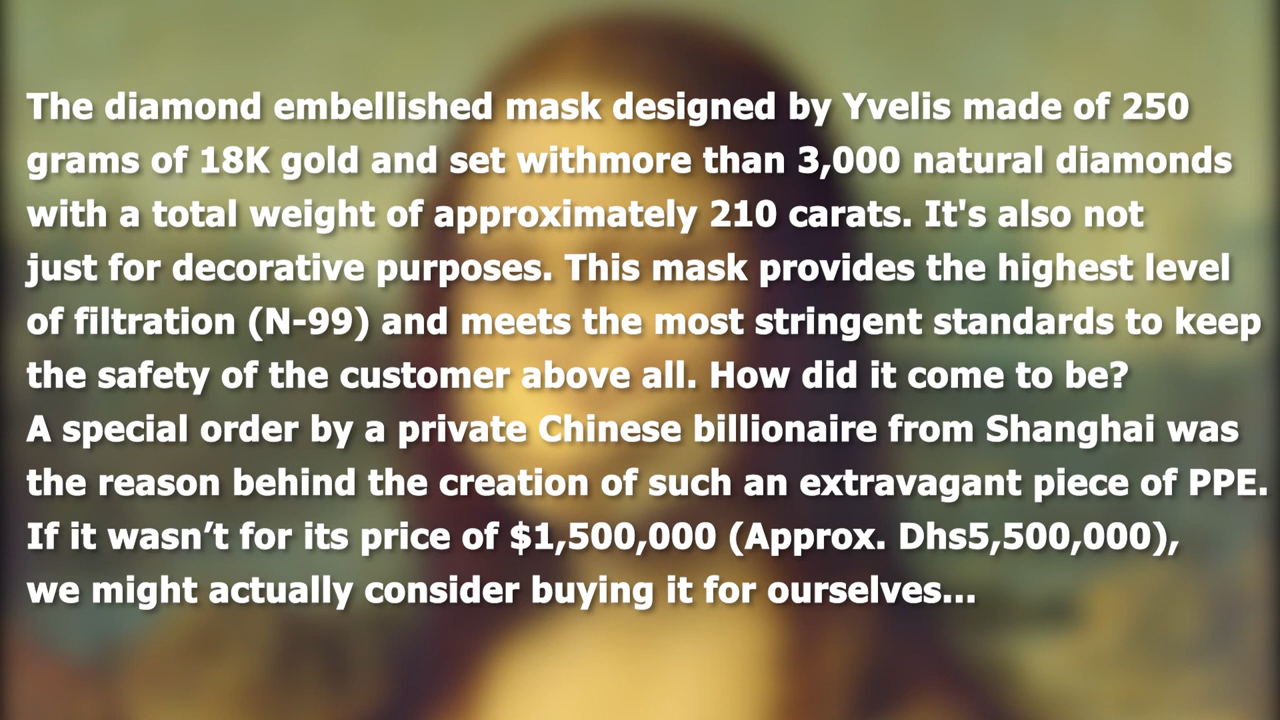 The diamond embellished mask designed by Yvelis made of 250
grams of 18K gold and set withmore than 3,000 natural diamonds
with a total weight of approximately 210 carats. It's also not
just for decorative purposes. This mask provides the highest level
of filtration (N-99) and meets the most stringent standards to keep
the safety of the customer above all. How did it come to be?
A special order by a private Chinese billionaire from Shanghai was
the reason behind the creation of such an extravagant piece of PPE.
If it wasn’t for its price of $1,500,000 (Approx. Dhs5,500,000),
we might actually consider buying it for ourselves...